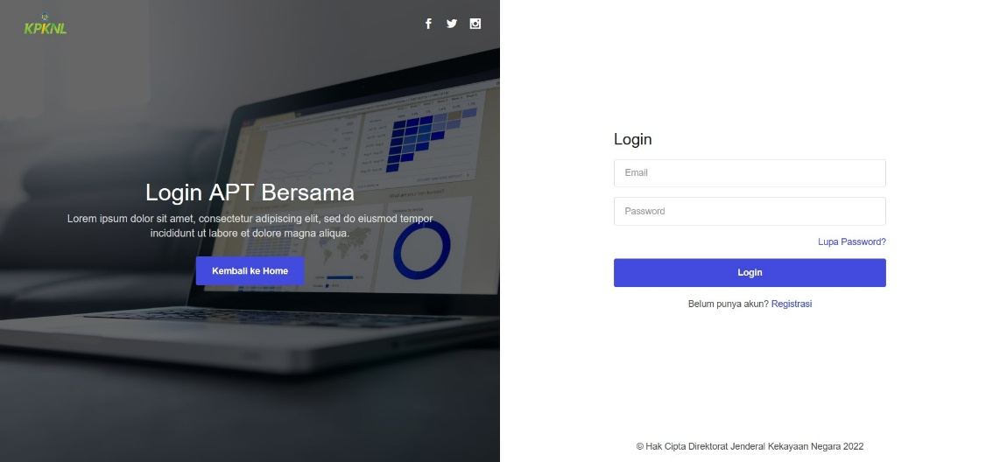 KPKNL
Login APT Bersama
Lorem ipsum dolor sit amet, consectetur adipiscing elit, sed do eiusmod tempor
incididunt ut labore et dolore magna aliqua.
Kembali ke Home
Login
Email
Password
Lupa Password?
Login
Belum punya akun? Registrasi
© Hak Cipta Direktorat Jenderal Kekayaan Negara 2022